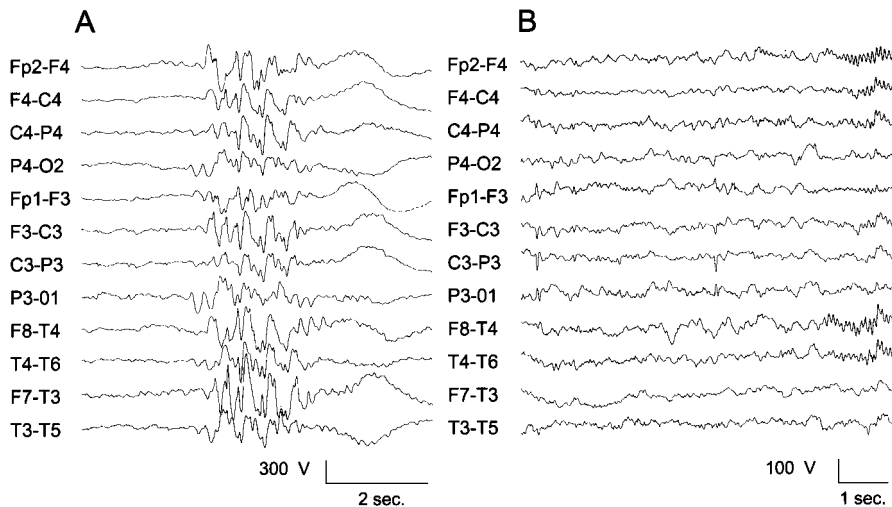 A
Fp2-F4
F4-C4
C4-P4
P4-O2
Fp1-F3
F3-C3
C3-P3
P3-01
F8-T4
T4-T6
F7-T3
T3-T5
300 V
2 sec.
B
Fp2-F4
F4-C4
C4-P4
P4-O2
Fp1-F3
F3-C3
C3-P3
P3-01
F8-T4
T4-T6
F7-T3
T3-T5
100 V
1 sec.